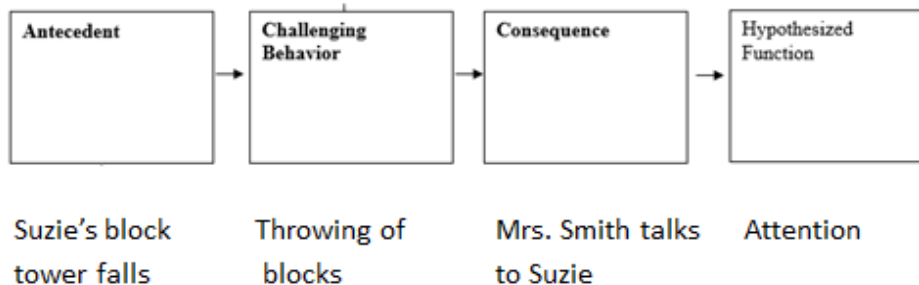 Antecedent
Challenging
Behavior
Consequence
Hypothesized
Function
Suzie's block
tower falls
Throwing of
blocks
Mrs. Smith talks
to Suzie
Attention